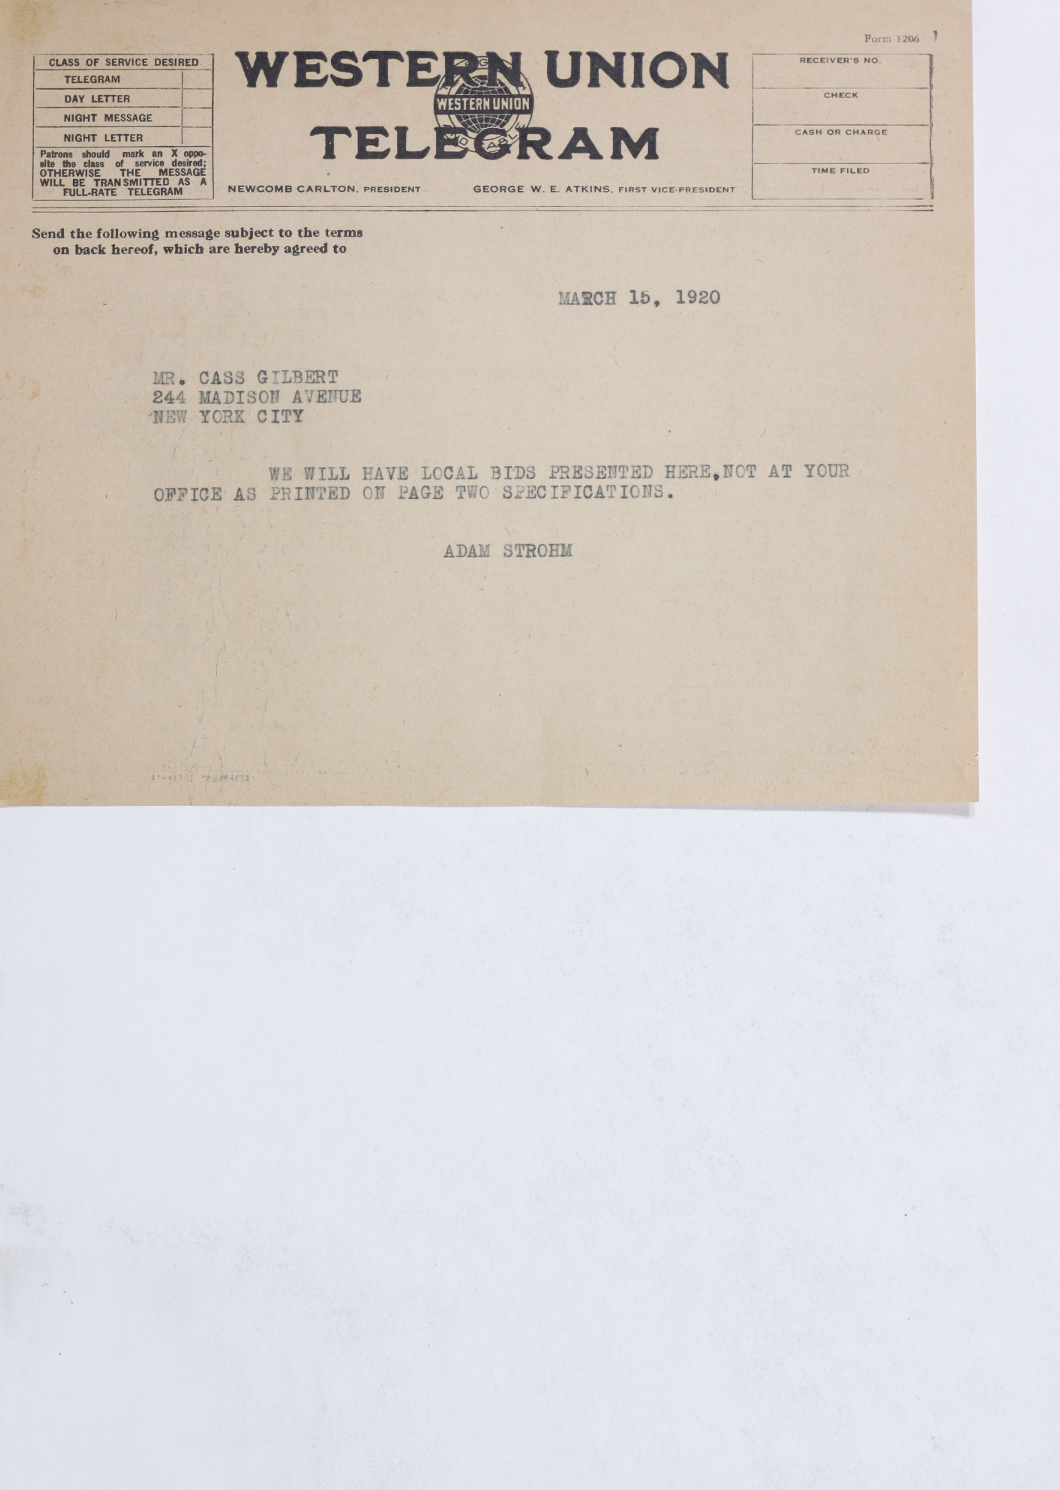 Form 1206
CLASS OF SERVICE DESIRED
TELEGRAM
DAY LETTER
NIGHT MESSAGE
NIGHT LETTER
Patrons should mark an X oppo-
site the class of service desired;
OTHERWISE THE MESSAGE
WILL BE TRANSMITTED AS A
FULL-RATE TELEGRAM
WESTERN UNION
WESTERN UNION
TELEGRAM
NEWCOMB CARLTON, PRESIDENT
GEORGE W. E. ATKINS, FIRST VICE-PRESIDENT
RECEIVER'S NO.
CHECK
CASH OR CHARGE
TIME FILED
Send the following message subject to the terms
on back hereof, which are hereby agreed to
MARCH 15, 1920
MR. CASS GILBERT
244 MADISON AVENUE
NEW YORK CITY
WE WILL HAVE LOCAL BIDS PRESENTED HERE,NOT AT YOUR
OFFICE AS PRINTED ON PAGE TWO SPECIFICATIONS.
ADAM STROHM